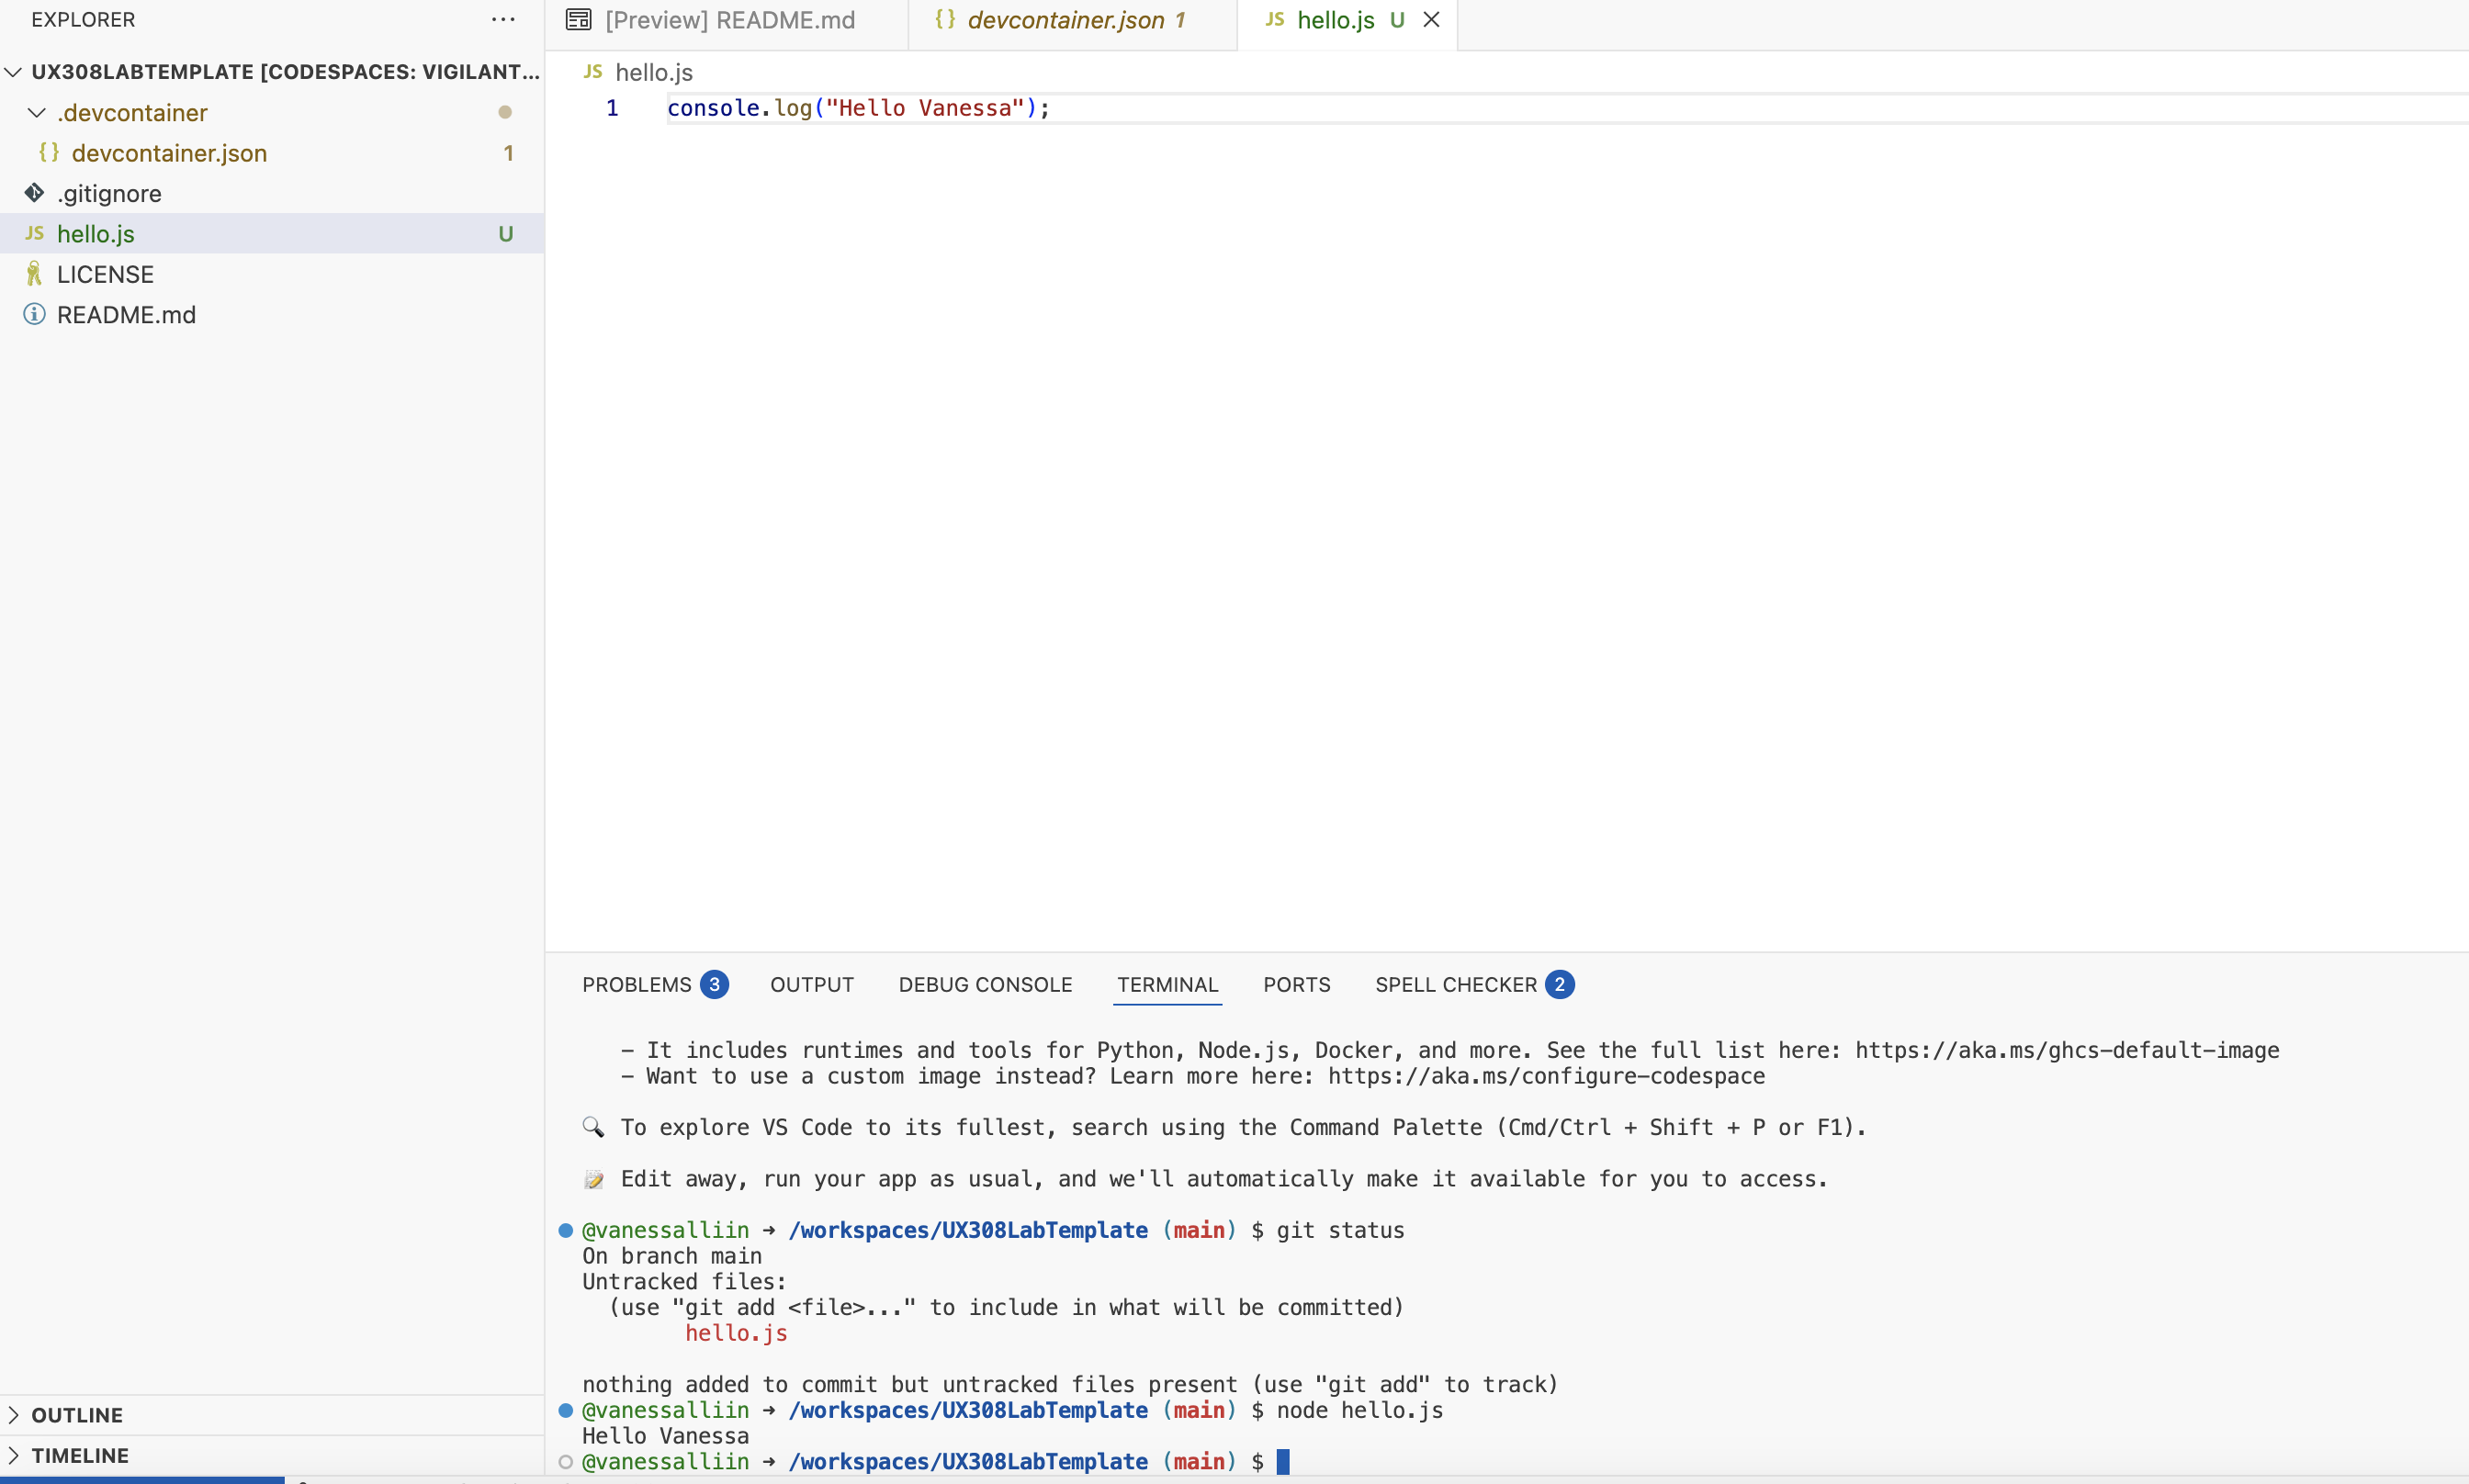 EXPLORER
UX308LABTEMPLATE [CODESPACES: VIGILANT...
.devcontainer
{} devcontainer.json 1
.gitignore
JS hello.js U
LICENSE
README.md
OUTLINE
TIMELINE
[Preview] README.md
{} devcontainer.json 1
JS hello.js U
JS hello.js
1 console.log("Hello Vanessa");
PROBLEMS 3 OUTPUT DEBUG CONSOLE TERMINAL PORTS SPELL CHECKER 2
- It includes runtimes and tools for Python, Node.js, Docker, and more. See the full list here: https://aka.ms/ghcs-default-image
- Want to use a custom image instead? Learn more here: https://aka.ms/configure-codespace
🔍 To explore VS Code to its fullest, search using the Command Palette (Cmd/Ctrl + Shift + P or F1).
📝 Edit away, run your app as usual, and we'll automatically make it available for you to access.
@vanessalliin ➜ /workspaces/UX308LabTemplate (main) $ git status
On branch main
Untracked files:
(use "git add <file>..." to include in what will be committed)
hello.js
nothing added to commit but untracked files present (use "git add" to track)
@vanessalliin ➜ /workspaces/UX308LabTemplate (main) $ node hello.js
Hello Vanessa
@vanessalliin ➜ /workspaces/UX308LabTemplate (main) $